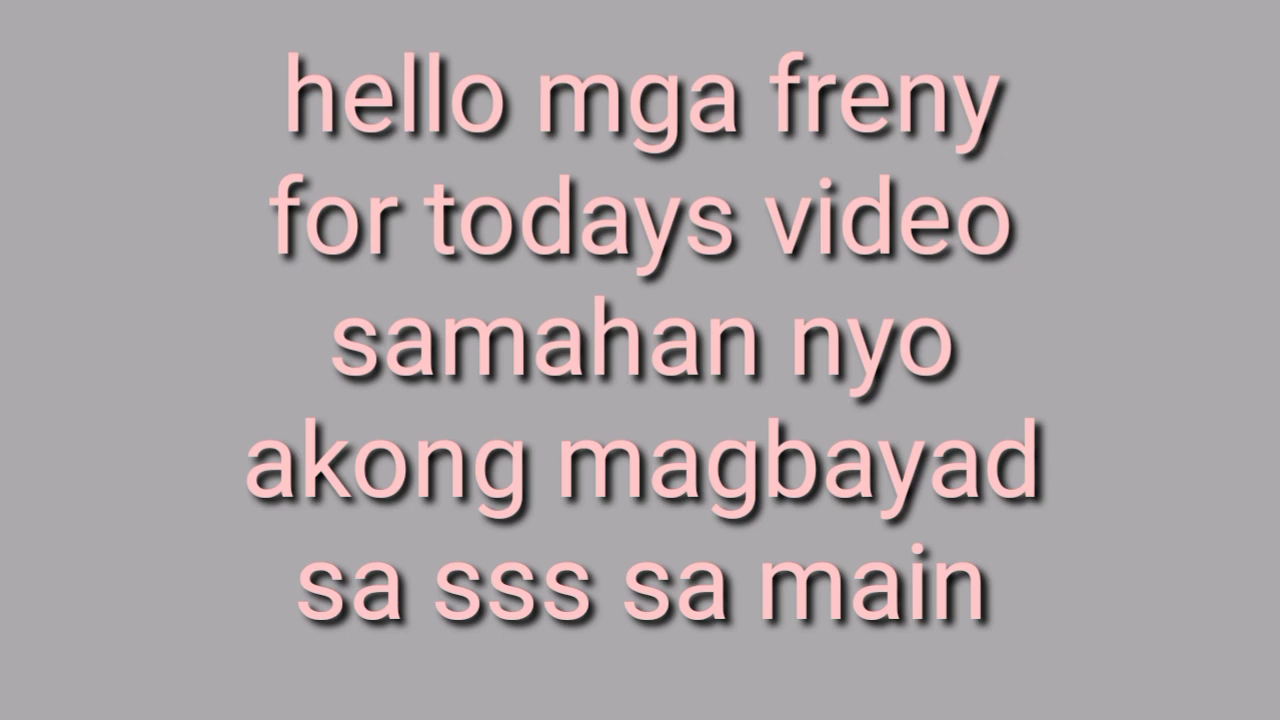 hello mga freny
for todays video
samahan nyo
akong magbayad
sa sss sa main